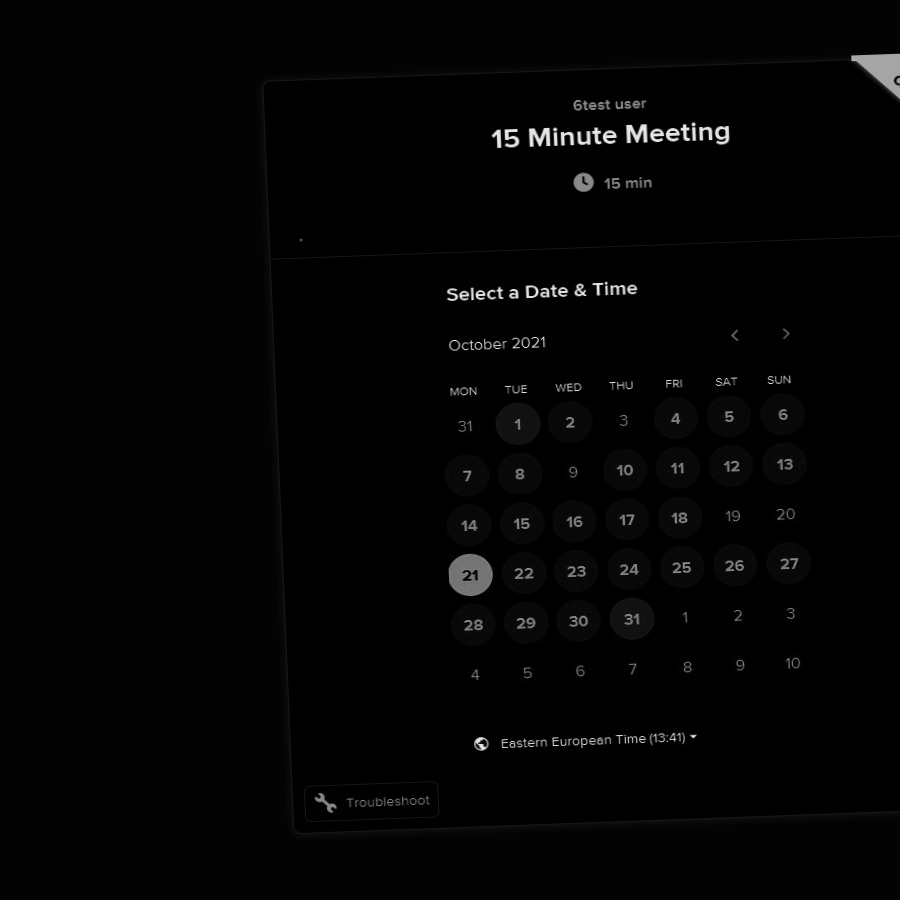 6test user
15 Minute Meeting
15 min
Select a Date & Time
October 2021
MON TUE WED THU FRI SAT SUN
31 1 2 3 4 5 6
7 8 9 10 11 12 13
14 15 16 17 18 19 20
21 22 23 24 25 26 27
28 29 30 31 1 2 3
4 5 6 7 8 9 10
Eastern European Time (13:41)
Troubleshoot